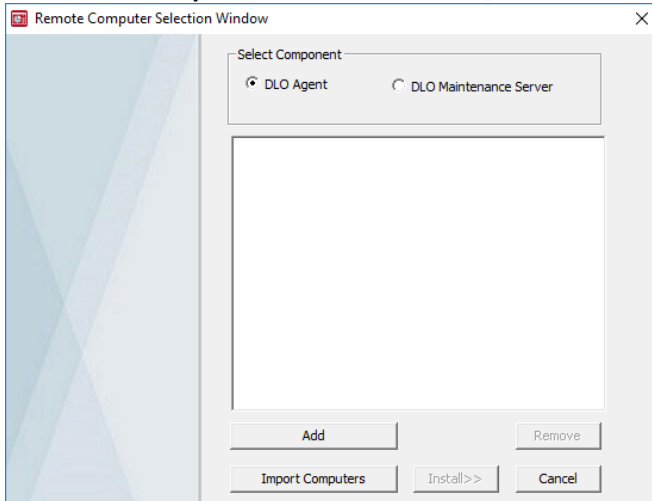 Remote Computer Selection Window
Select Component
DLO Agent DLO Maintenance Server
Add Remove
Import Computers Install>> Cancel